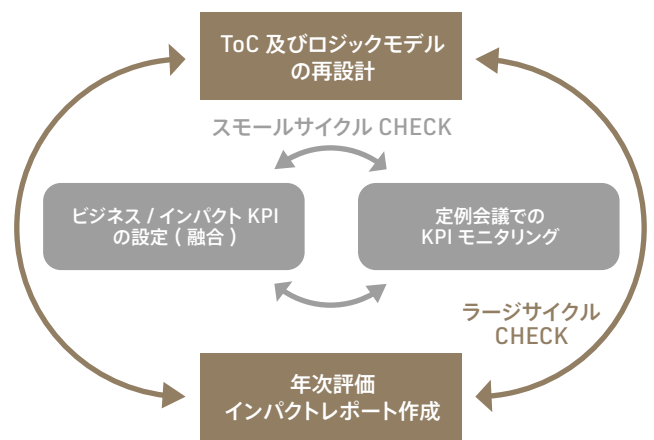 ToC 及びロジックモデル
の再設計
スモールサイクル CHECK
ビジネス / インパクト KPI
の設定 ( 融合 )
定例会議での
KPI モニタリング
ラージサイクル
CHECK
年次評価
インパクトレポート作成